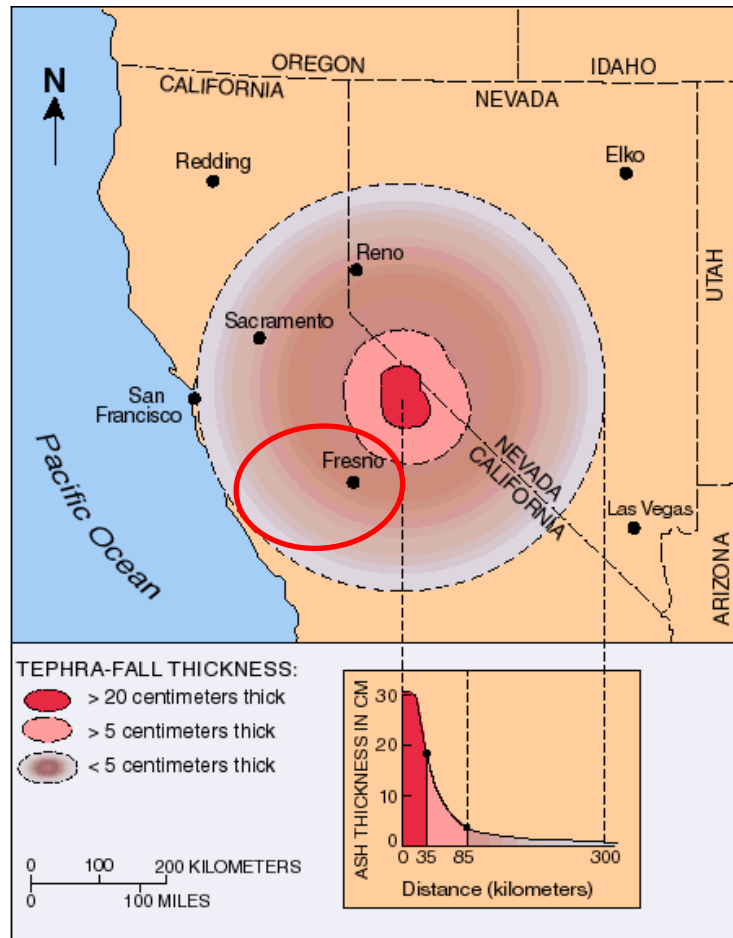 N
OREGON
IDAHO
CALIFORNIA
NEVADA
Redding
Elko
UTAH
Reno
Sacramento
San
Francisco
Fresno
NEVADA
CALIFORNIA
Las Vegas
ARIZONA
Pacific Ocean
TEPHRA-FALL THICKNESS:
> 20 centimeters thick
> 5 centimeters thick
< 5 centimeters thick
0 100 200 KILOMETERS
0 100 MILES
ASH THICKNESS IN CM
30
20
10
0
0 35 85 300
Distance (kilometers)